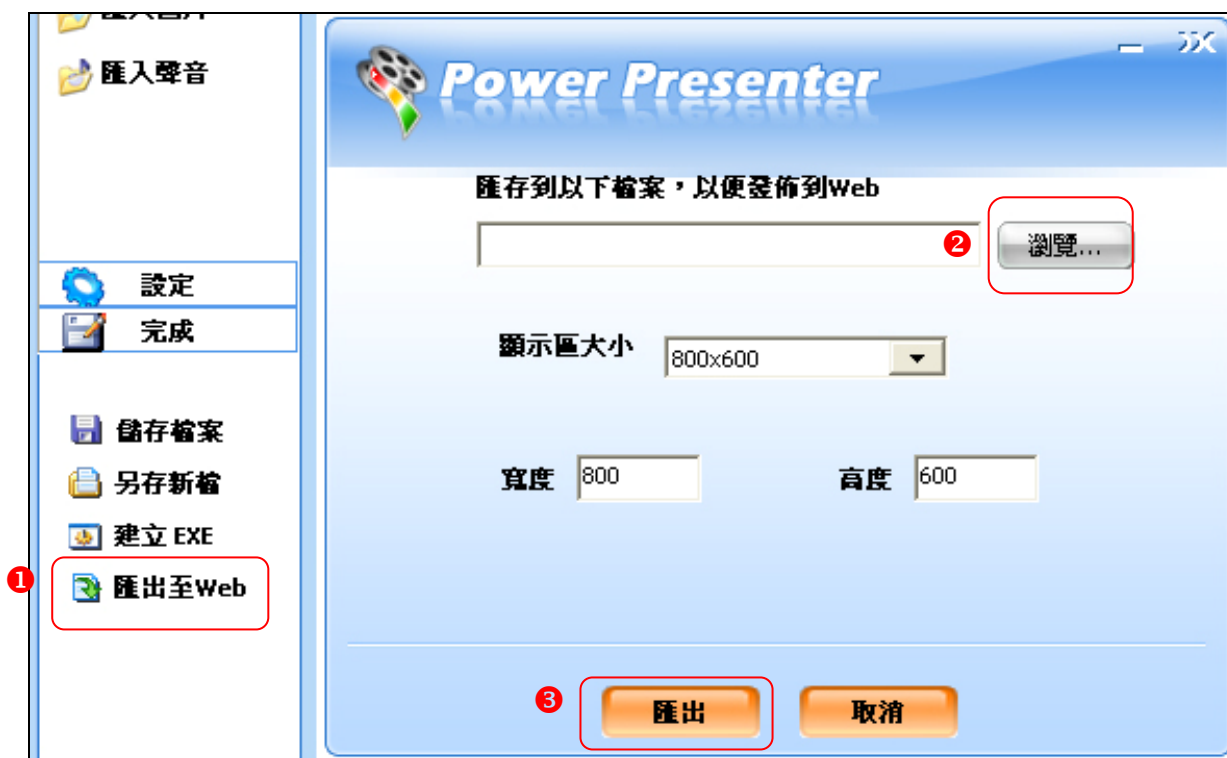 匯入聲音
設定
完成
儲存檔案
另存新檔
建立 EXE
❶
匯出至Web
Power Presenter
匯存到以下檔案，以便發佈到Web
❷
瀏覽...
顯示區大小
800x600
寬度
800
高度
600
❸
匯出
取消